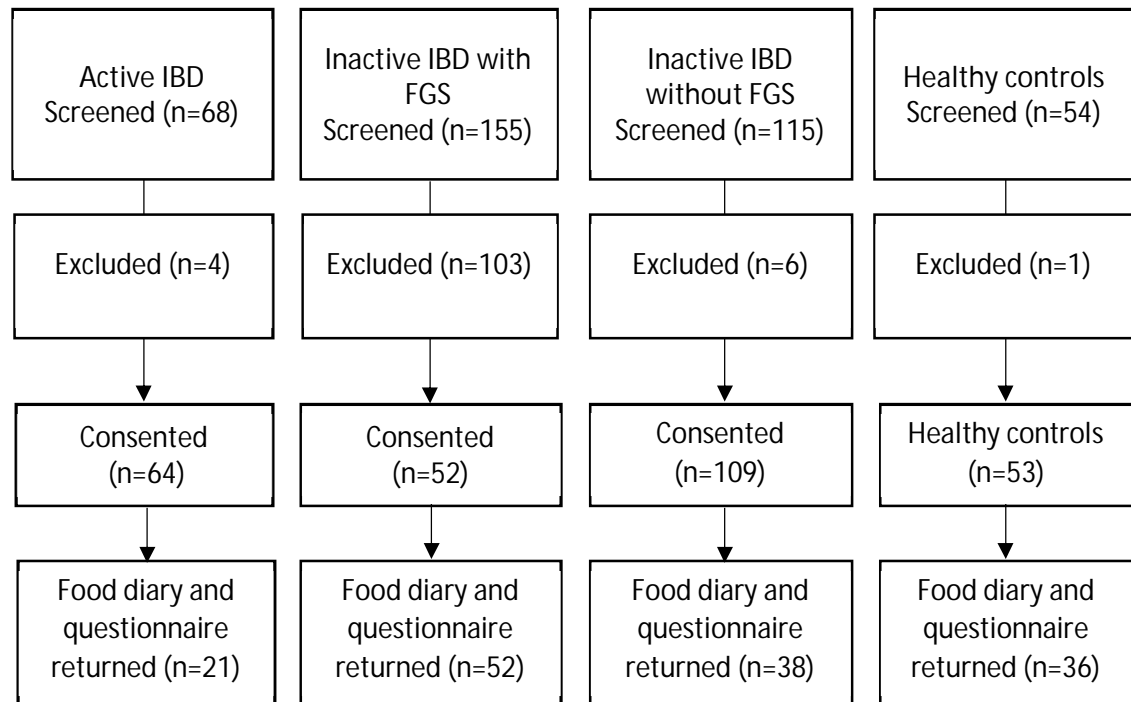 Active IBD
Screened (n=68)
Inactive IBD with
FGS
Screened (n=155)
Inactive IBD
without FGS
Screened (n=115)
Healthy controls
Screened (n=54)
Excluded (n=4)
Excluded (n=103)
Excluded (n=6)
Excluded (n=1)
Consented
(n=64)
Consented
(n=52)
Consented
(n=109)
Healthy controls
(n=53)
Food diary and
questionnaire
returned (n=21)
Food diary and
questionnaire
returned (n=52)
Food diary and
questionnaire
returned (n=38)
Food diary and
questionnaire
returned (n=36)